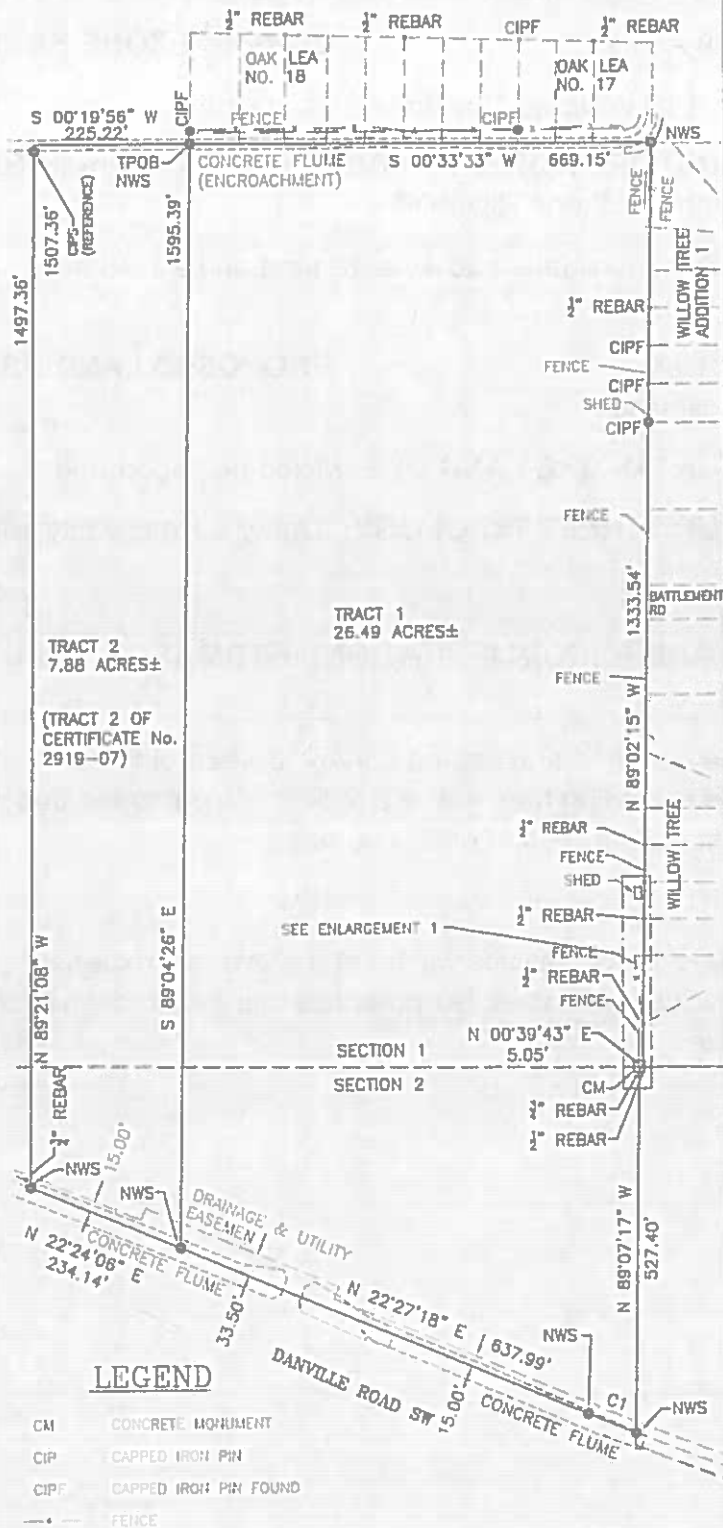 ½" REBAR
½" REBAR
CIPF
½" REBAR
OAK LEA
NO. 18
OAK LEA
NO. 17
S 00°19'56" W
225.22'
CIPF
FENCE
CIPF
NWS
TPOB
NWS
CONCRETE FLUME
(ENCROACHMENT)
S 00°33'33" W 669.15'
CIPS
(REFERENCE)
1507.36'
1497.36'
1595.39'
FENCE
FENCE
WILLOW TREE
ADDITION 1
½" REBAR
CIPF
FENCE
CIPF
SHED
CIPF
FENCE
1333.54'
BATTLEMENT
RD
TRACT 1
26.49 ACRES±
TRACT 2
7.88 ACRES±
(TRACT 2 OF
CERTIFICATE No.
2919-07)
FENCE
N 89°02'15" W
½" REBAR
FENCE
WILLOW TREE
SHED
½" REBAR
SEE ENLARGEMENT 1
FENCE
½" REBAR
FENCE
N 89°21'08" W
S 89°04'26" E
N 00°39'43" E
5.05'
SECTION 1
SECTION 2
CM
¾" REBAR
½" REBAR
REBAR
15.00'
NWS
NWS
DRAINAGE & UTILITY
EASEMENT
N 22°24'06" E
234.14'
CONCRETE FLUME
33.50'
N 22°27'18" E 637.99'
N 89°07'17" W
527.40'
NWS
DANVILLE ROAD SW
15.00'
CONCRETE FLUME
C1
NWS
LEGEND
CM CONCRETE MONUMENT
CIP CAPPED IRON PIN
CIPF CAPPED IRON PIN FOUND
FENCE